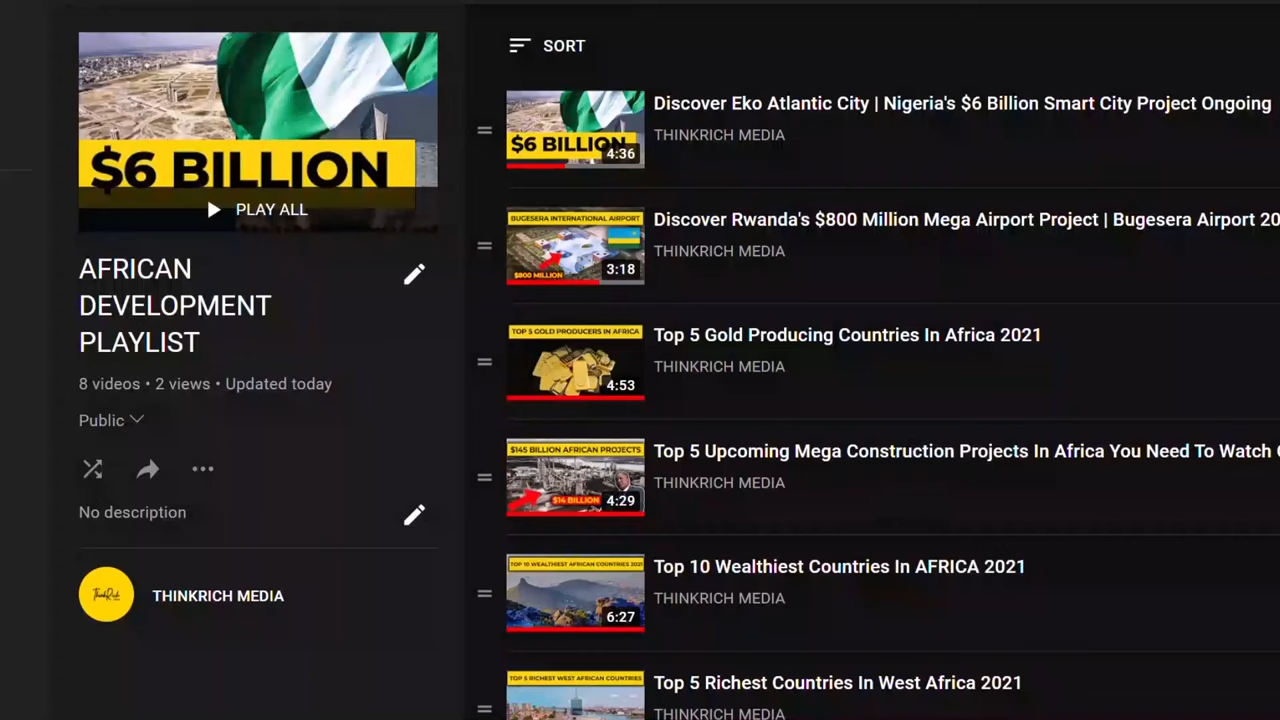 $6 BILLION
PLAY ALL
AFRICAN
DEVELOPMENT
PLAYLIST
8 videos • 2 views • Updated today
Public
No description
ThinkRich
THINKRICH MEDIA
SORT
$6 BILLION
4:36
Discover Eko Atlantic City | Nigeria's $6 Billion Smart City Project Ongoing
THINKRICH MEDIA
BUGESERA INTERNATIONAL AIRPORT
$800 MILLION
3:18
Discover Rwanda's $800 Million Mega Airport Project | Bugesera Airport 20
THINKRICH MEDIA
TOP 5 GOLD PRODUCERS IN AFRICA
4:53
Top 5 Gold Producing Countries In Africa 2021
THINKRICH MEDIA
$145 BILLION AFRICAN PROJECTS
$14 BILLION
4:29
Top 5 Upcoming Mega Construction Projects In Africa You Need To Watch
THINKRICH MEDIA
TOP 10 WEALTHIEST AFRICAN COUNTRIES 2021
6:27
Top 10 Wealthiest Countries In AFRICA 2021
THINKRICH MEDIA
TOP 5 RICHEST WEST AFRICAN COUNTRIES
Top 5 Richest Countries In West Africa 2021
THINKRICH MEDIA